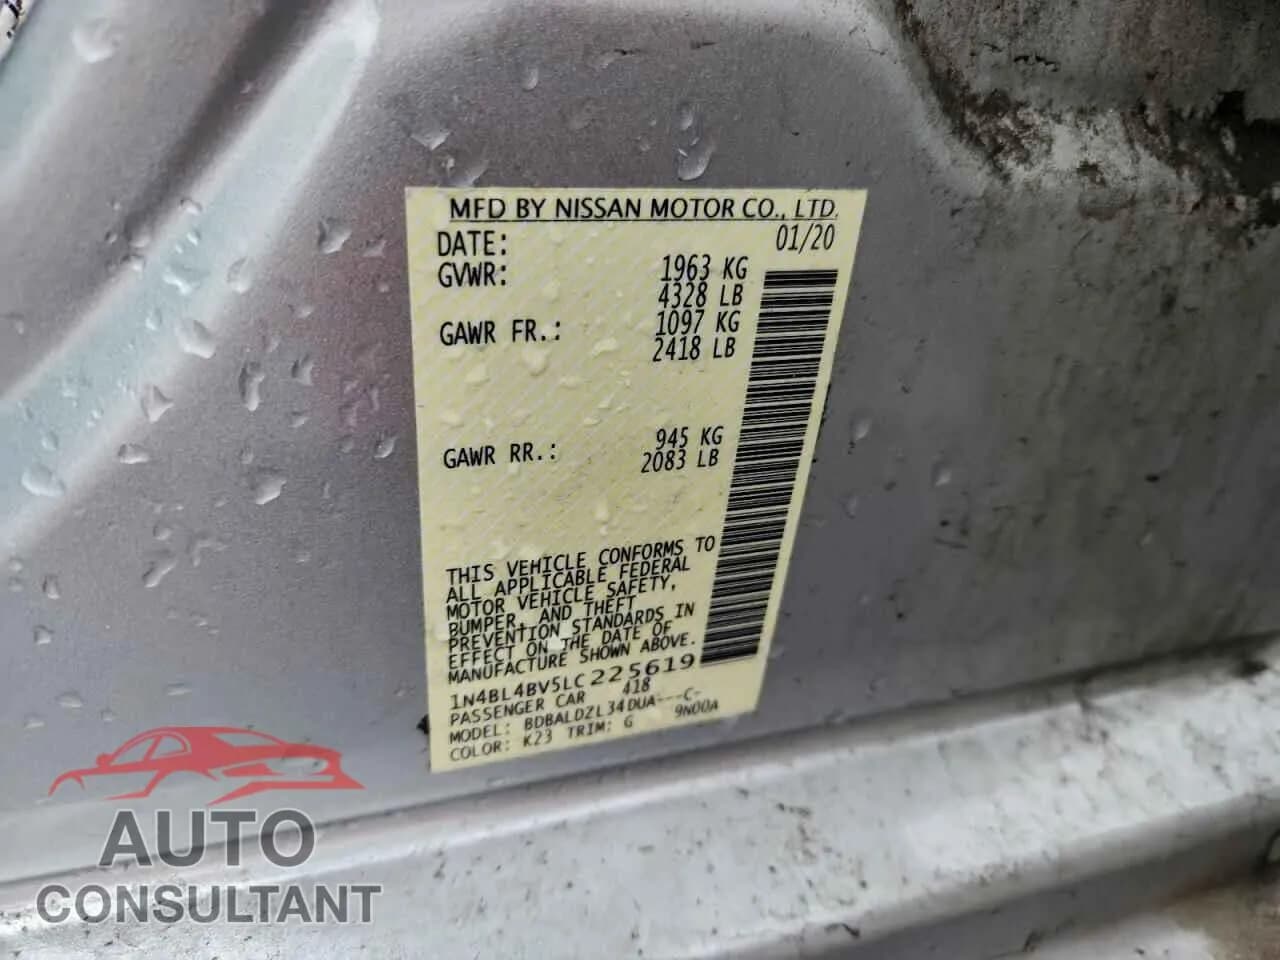 MFD BY NISSAN MOTOR CO., LTD.
DATE: 01/20
GVWR: 1963 KG
4328 LB
GAWR FR.: 1097 KG
2418 LB
GAWR RR.: 945 KG
2083 LB
THIS VEHICLE CONFORMS TO
ALL APPLICABLE FEDERAL
MOTOR VEHICLE SAFETY,
BUMPER, AND THEFT
PREVENTION STANDARDS IN
EFFECT ON THE DATE OF
MANUFACTURE SHOWN ABOVE.
1N4BL4BV5LC225619
PASSENGER CAR 418
MODEL: BDBALDZL34DUA---C-
COLOR: K23 TRIM: G 9N00A
AUTO
CONSULTANT